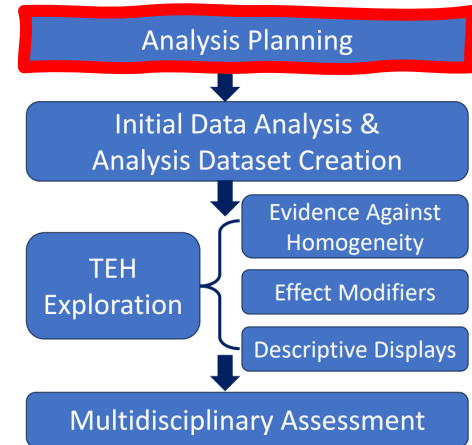 Analysis Planning
Initial Data Analysis &
Analysis Dataset Creation
TEH
Exploration
Evidence Against
Homogeneity
Effect Modifiers
Descriptive Displays
Multidisciplinary Assessment